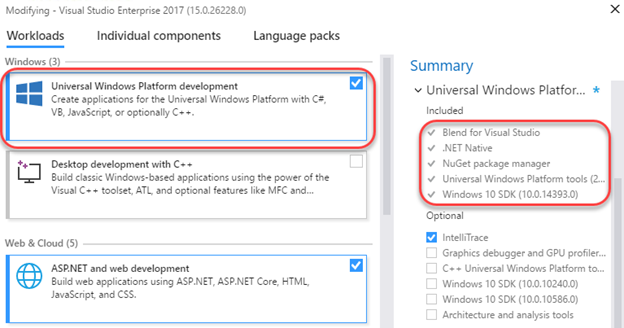 Modifying - Visual Studio Enterprise 2017 (15.0.26228.0)
Workloads
Individual components
Language packs
Windows (3)
Universal Windows Platform development
Create applications for the Universal Windows Platform with C#,
VB, JavaScript, or optionally C++.
Desktop development with C++
Build classic Windows-based applications using the power of the
Visual C++ toolset, ATL, and optional features like MFC and...
Web & Cloud (5)
ASP.NET and web development
Build web applications using ASP.NET, ASP.NET Core, HTML,
JavaScript, and CSS.
Summary
Universal Windows Platfor... *
Included
Blend for Visual Studio
.NET Native
NuGet package manager
Universal Windows Platform tools (2...
Windows 10 SDK (10.0.14393.0)
Optional
IntelliTrace
Graphics debugger and GPU profiler...
C++ Universal Windows Platform to...
Windows 10 SDK (10.0.10240.0)
Windows 10 SDK (10.0.10586.0)
Architecture and analysis tools